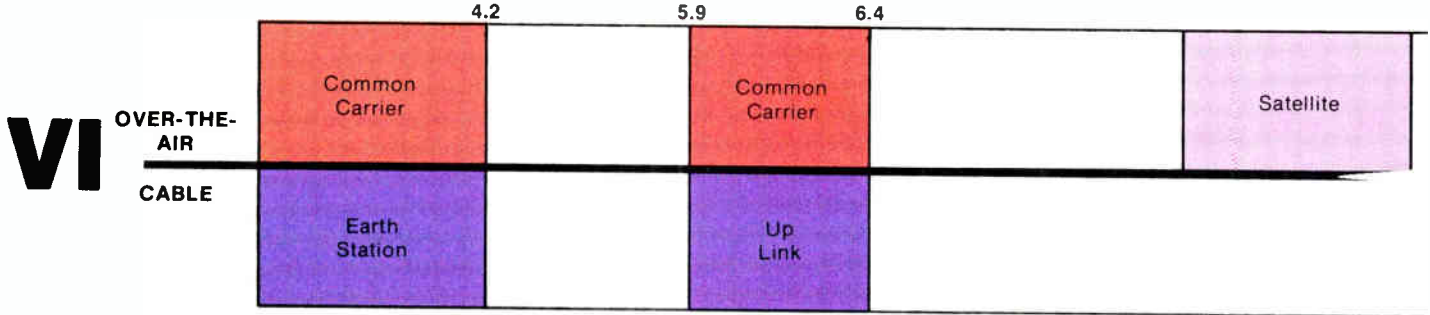 4.2 5.9 6.4
VI
OVER-THE-
AIR
CABLE
Common
Carrier
Common
Carrier
Satellite
Earth
Station
Up
Link